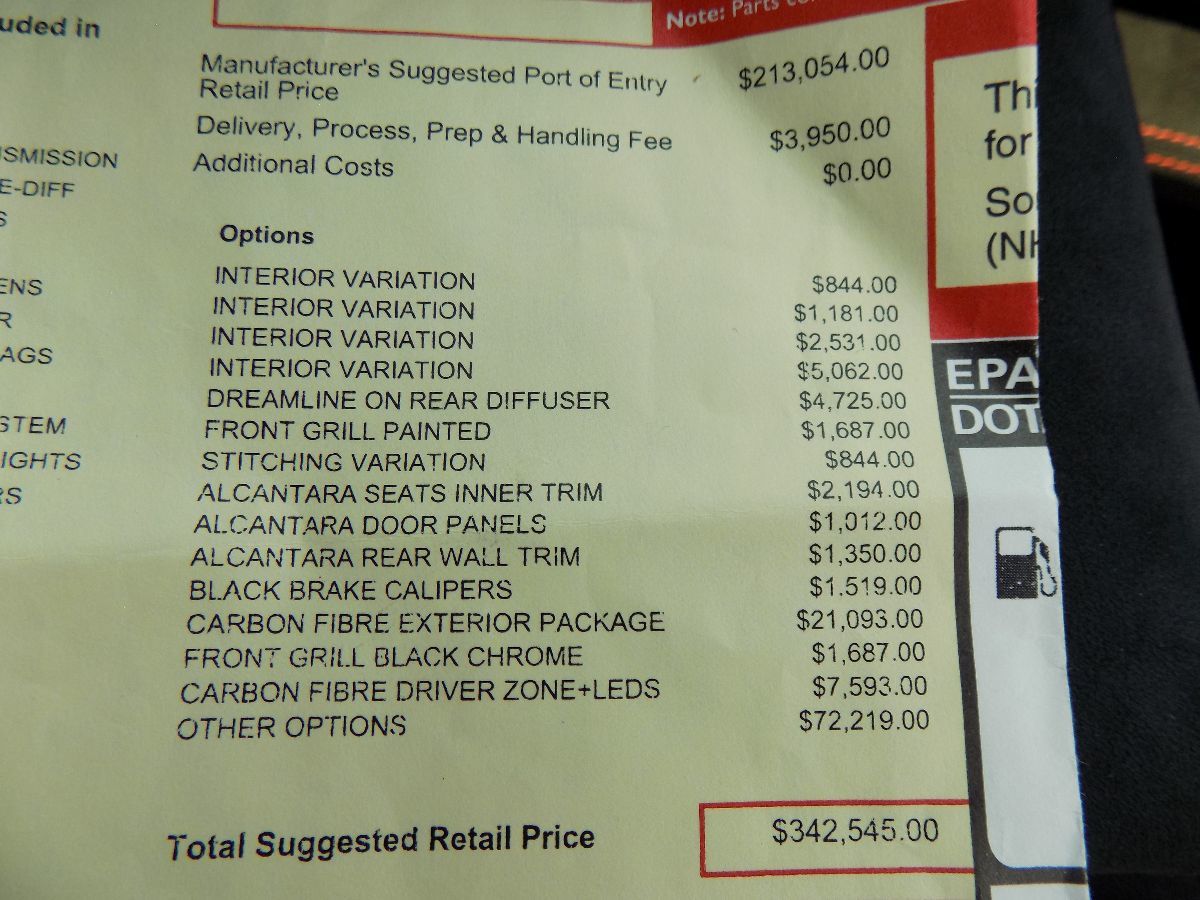 uded in
Note: Parts
Manufacturer's Suggested Port of Entry
Retail Price $213,054.00
Delivery, Process, Prep & Handling Fee $3,950.00
Additional Costs $0.00
Options
INTERIOR VARIATION $844.00
INTERIOR VARIATION $1,181.00
INTERIOR VARIATION $2,531.00
INTERIOR VARIATION $5,062.00
DREAMLINE ON REAR DIFFUSER $4,725.00
FRONT GRILL PAINTED $1,687.00
STITCHING VARIATION $844.00
ALCANTARA SEATS INNER TRIM $2,194.00
ALCANTARA DOOR PANELS $1,012.00
ALCANTARA REAR WALL TRIM $1,350.00
BLACK BRAKE CALIPERS $1.519.00
CARBON FIBRE EXTERIOR PACKAGE $21,093.00
FRONT GRILL BLACK CHROME $1,687.00
CARBON FIBRE DRIVER ZONE+LEDS $7,593.00
OTHER OPTIONS $72,219.00
Total Suggested Retail Price $342,545.00
SMISSION
E-DIFF
S
ENS
R
AGS
STEM
IGHTS
RS
Thi
for
So
(NH
EPA
DOT